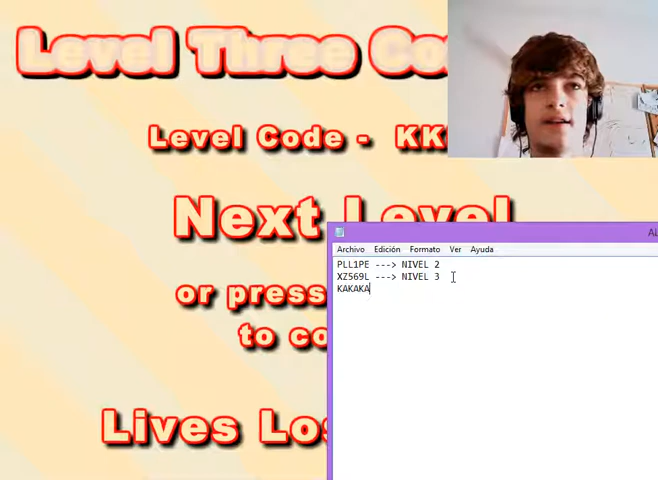 Level Three
Level Code - KK
Next Level
or press
to co
Lives Los
Archivo Edición Formato Ver Ayuda
PLL1PE ---> NIVEL 2
XZ569L ---> NIVEL 3
KAKAKA